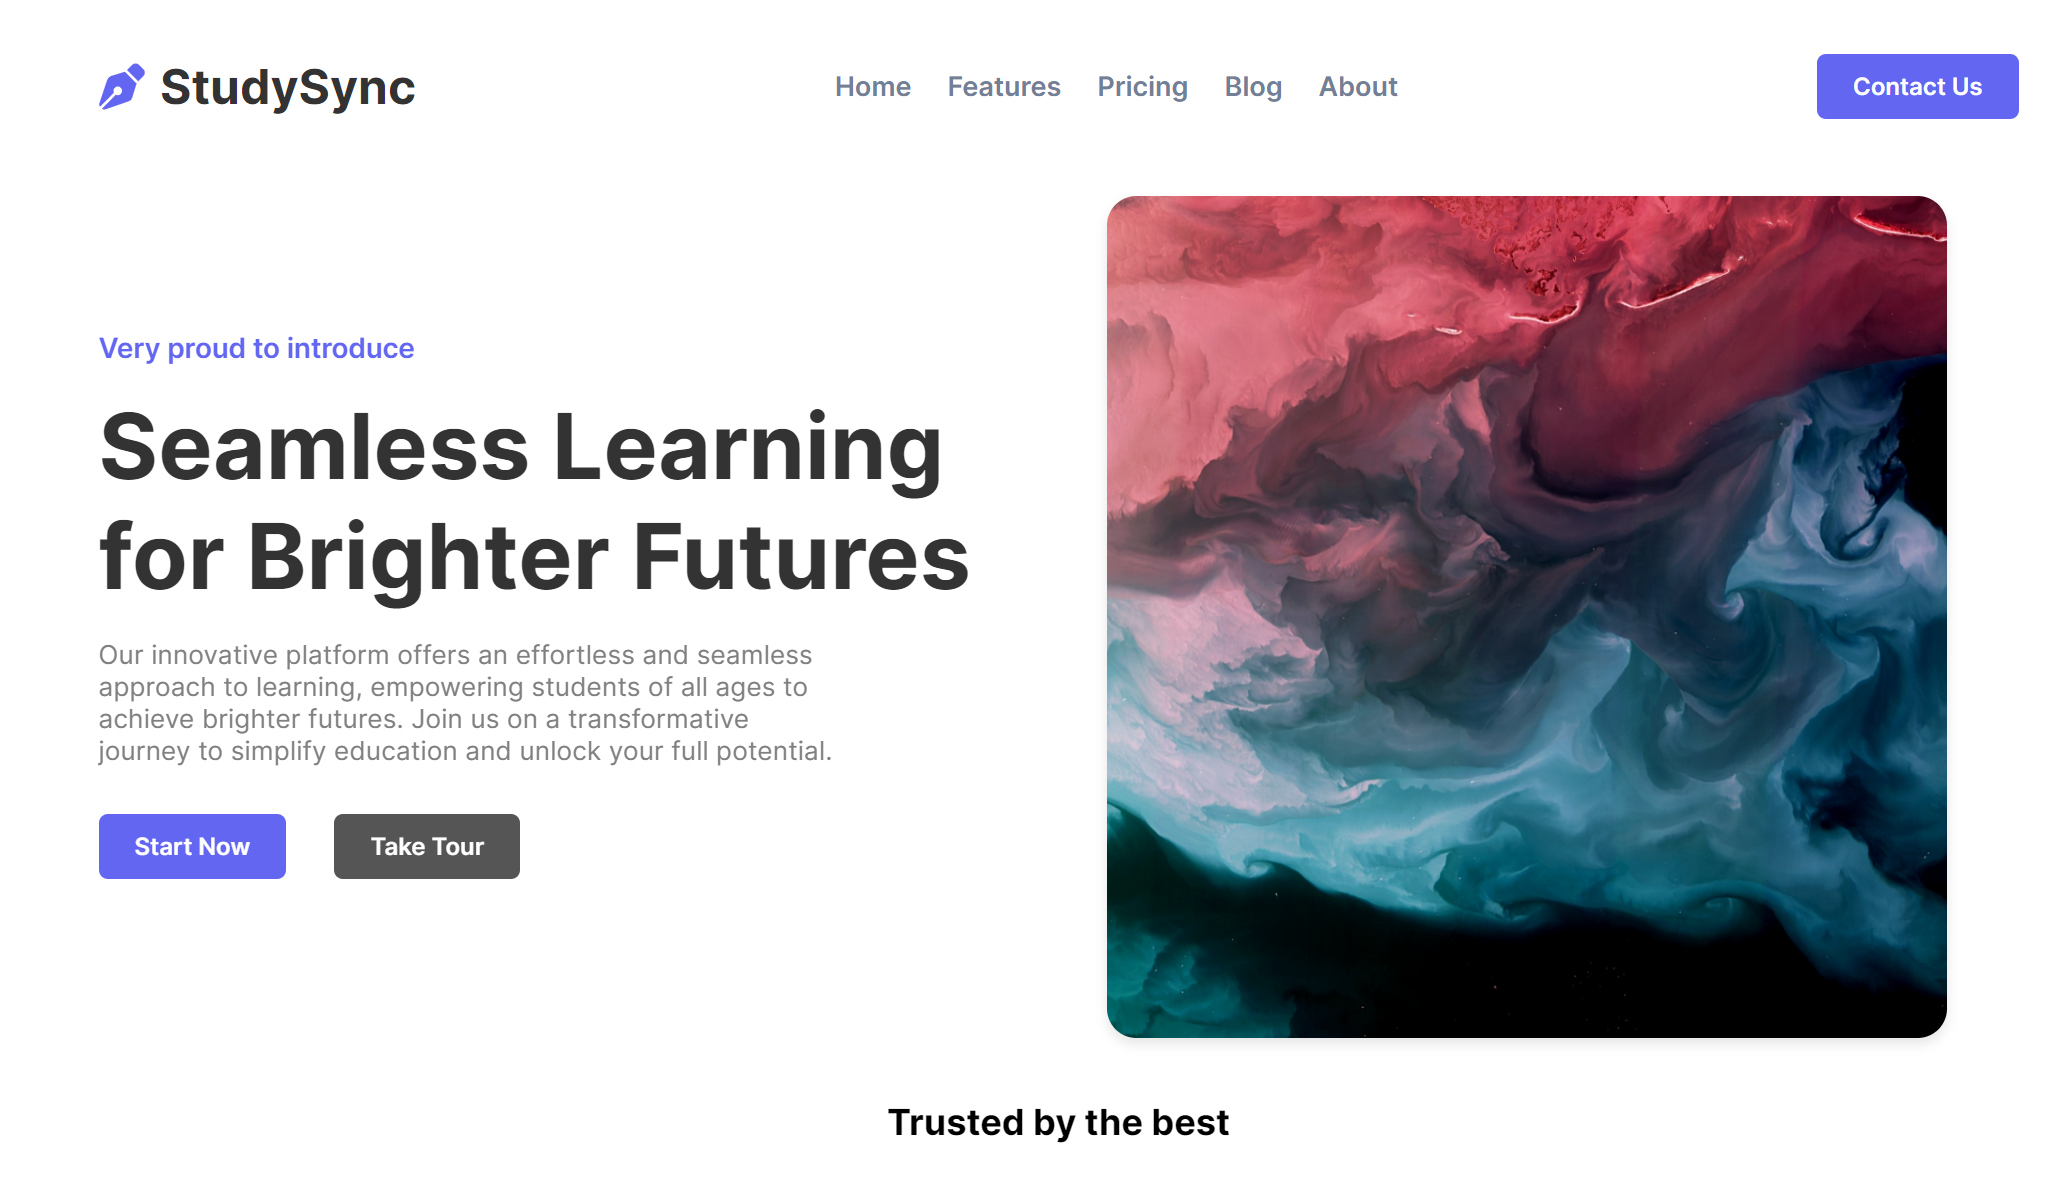 StudySync
Home Features Pricing Blog About
Contact Us
Very proud to introduce
Seamless Learning
for Brighter Futures
Our innovative platform offers an effortless and seamless
approach to learning, empowering students of all ages to
achieve brighter futures. Join us on a transformative
journey to simplify education and unlock your full potential.
Start Now
Take Tour
Trusted by the best